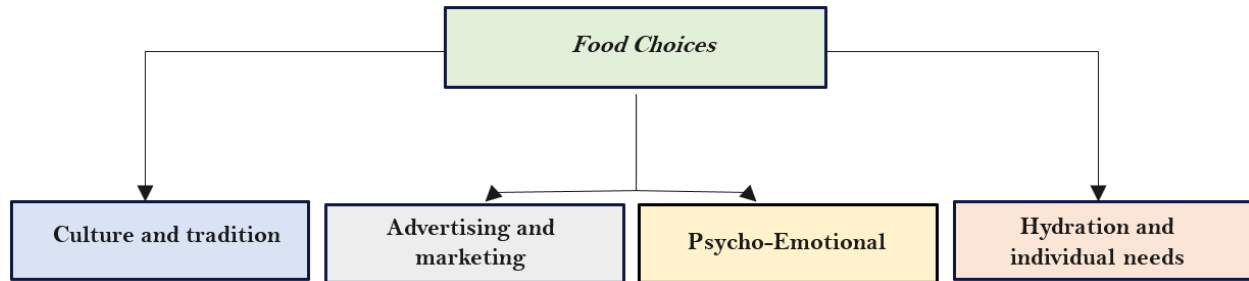 Food Choices
Culture and tradition
Advertising and
marketing
Psycho-Emotional
Hydration and
individual needs